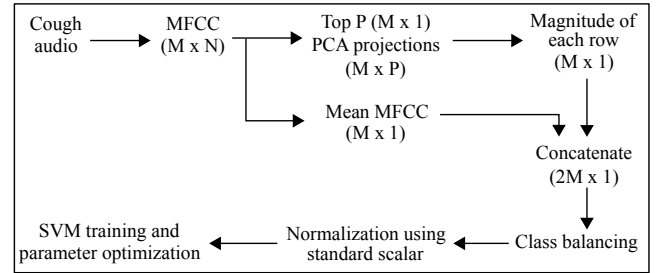 Cough
audio
MFCC
(M x N)
Top P (M x 1)
PCA projections
(M x P)
Magnitude of
each row
(M x 1)
Mean MFCC
(M x 1)
Concatenate
(2M x 1)
Class balancing
Normalization using
standard scalar
SVM training and
parameter optimization